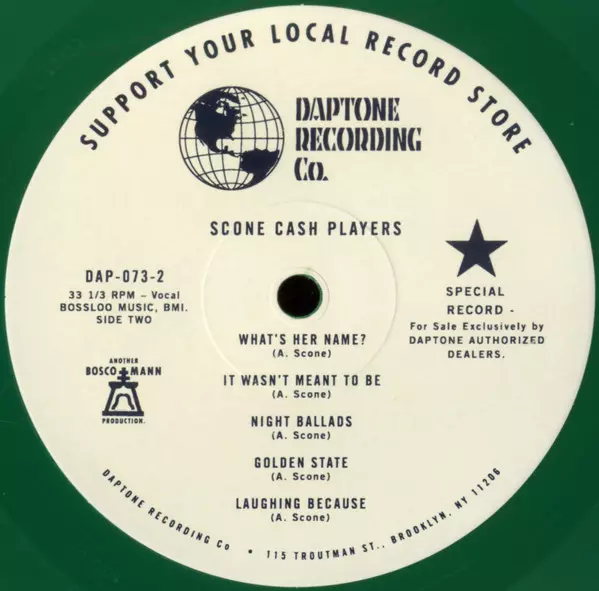 SUPPORT YOUR LOCAL RECORD STORE
DAPTONE
RECORDING
Co.
SCONE CASH PLAYERS
DAP-073-2
33 1/3 RPM – Vocal
BOSSLOO MUSIC, BMI.
SIDE TWO
SPECIAL
RECORD -
For Sale Exclusively by
DAPTONE AUTHORIZED
DEALERS.
ANOTHER
BOSCO MANN
PRODUCTION.
WHAT'S HER NAME?
(A. Scone)
IT WASN'T MEANT TO BE
(A. Scone)
NIGHT BALLADS
(A. Scone)
GOLDEN STATE
(A. Scone)
LAUGHING BECAUSE
(A. Scone)
DAPTONE RECORDING Co • 115 TROUTMAN ST., BROOKLYN, NY 11206